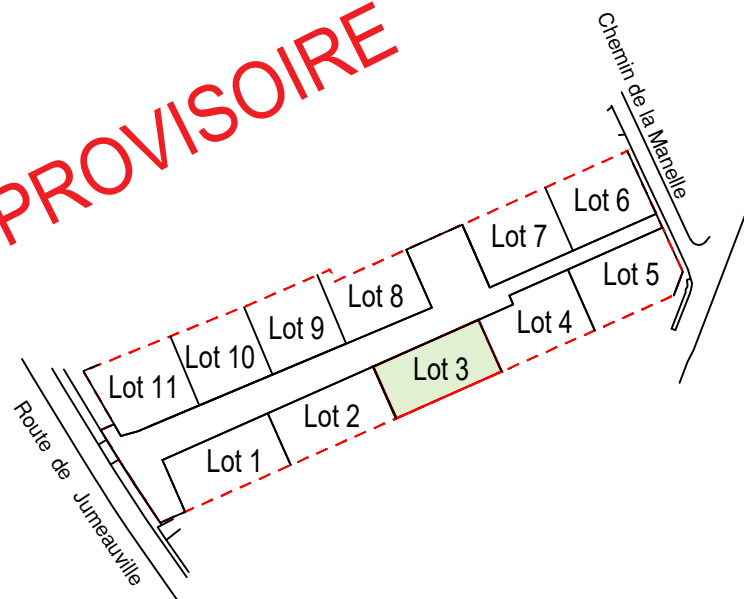 PROVISOIRE
Chemin de la Manelle
Lot 6
Lot 7
Lot 5
Lot 8
Lot 4
Lot 9
Lot 10
Lot 3
Lot 11
Lot 2
Lot 1
Route de Jumeauville